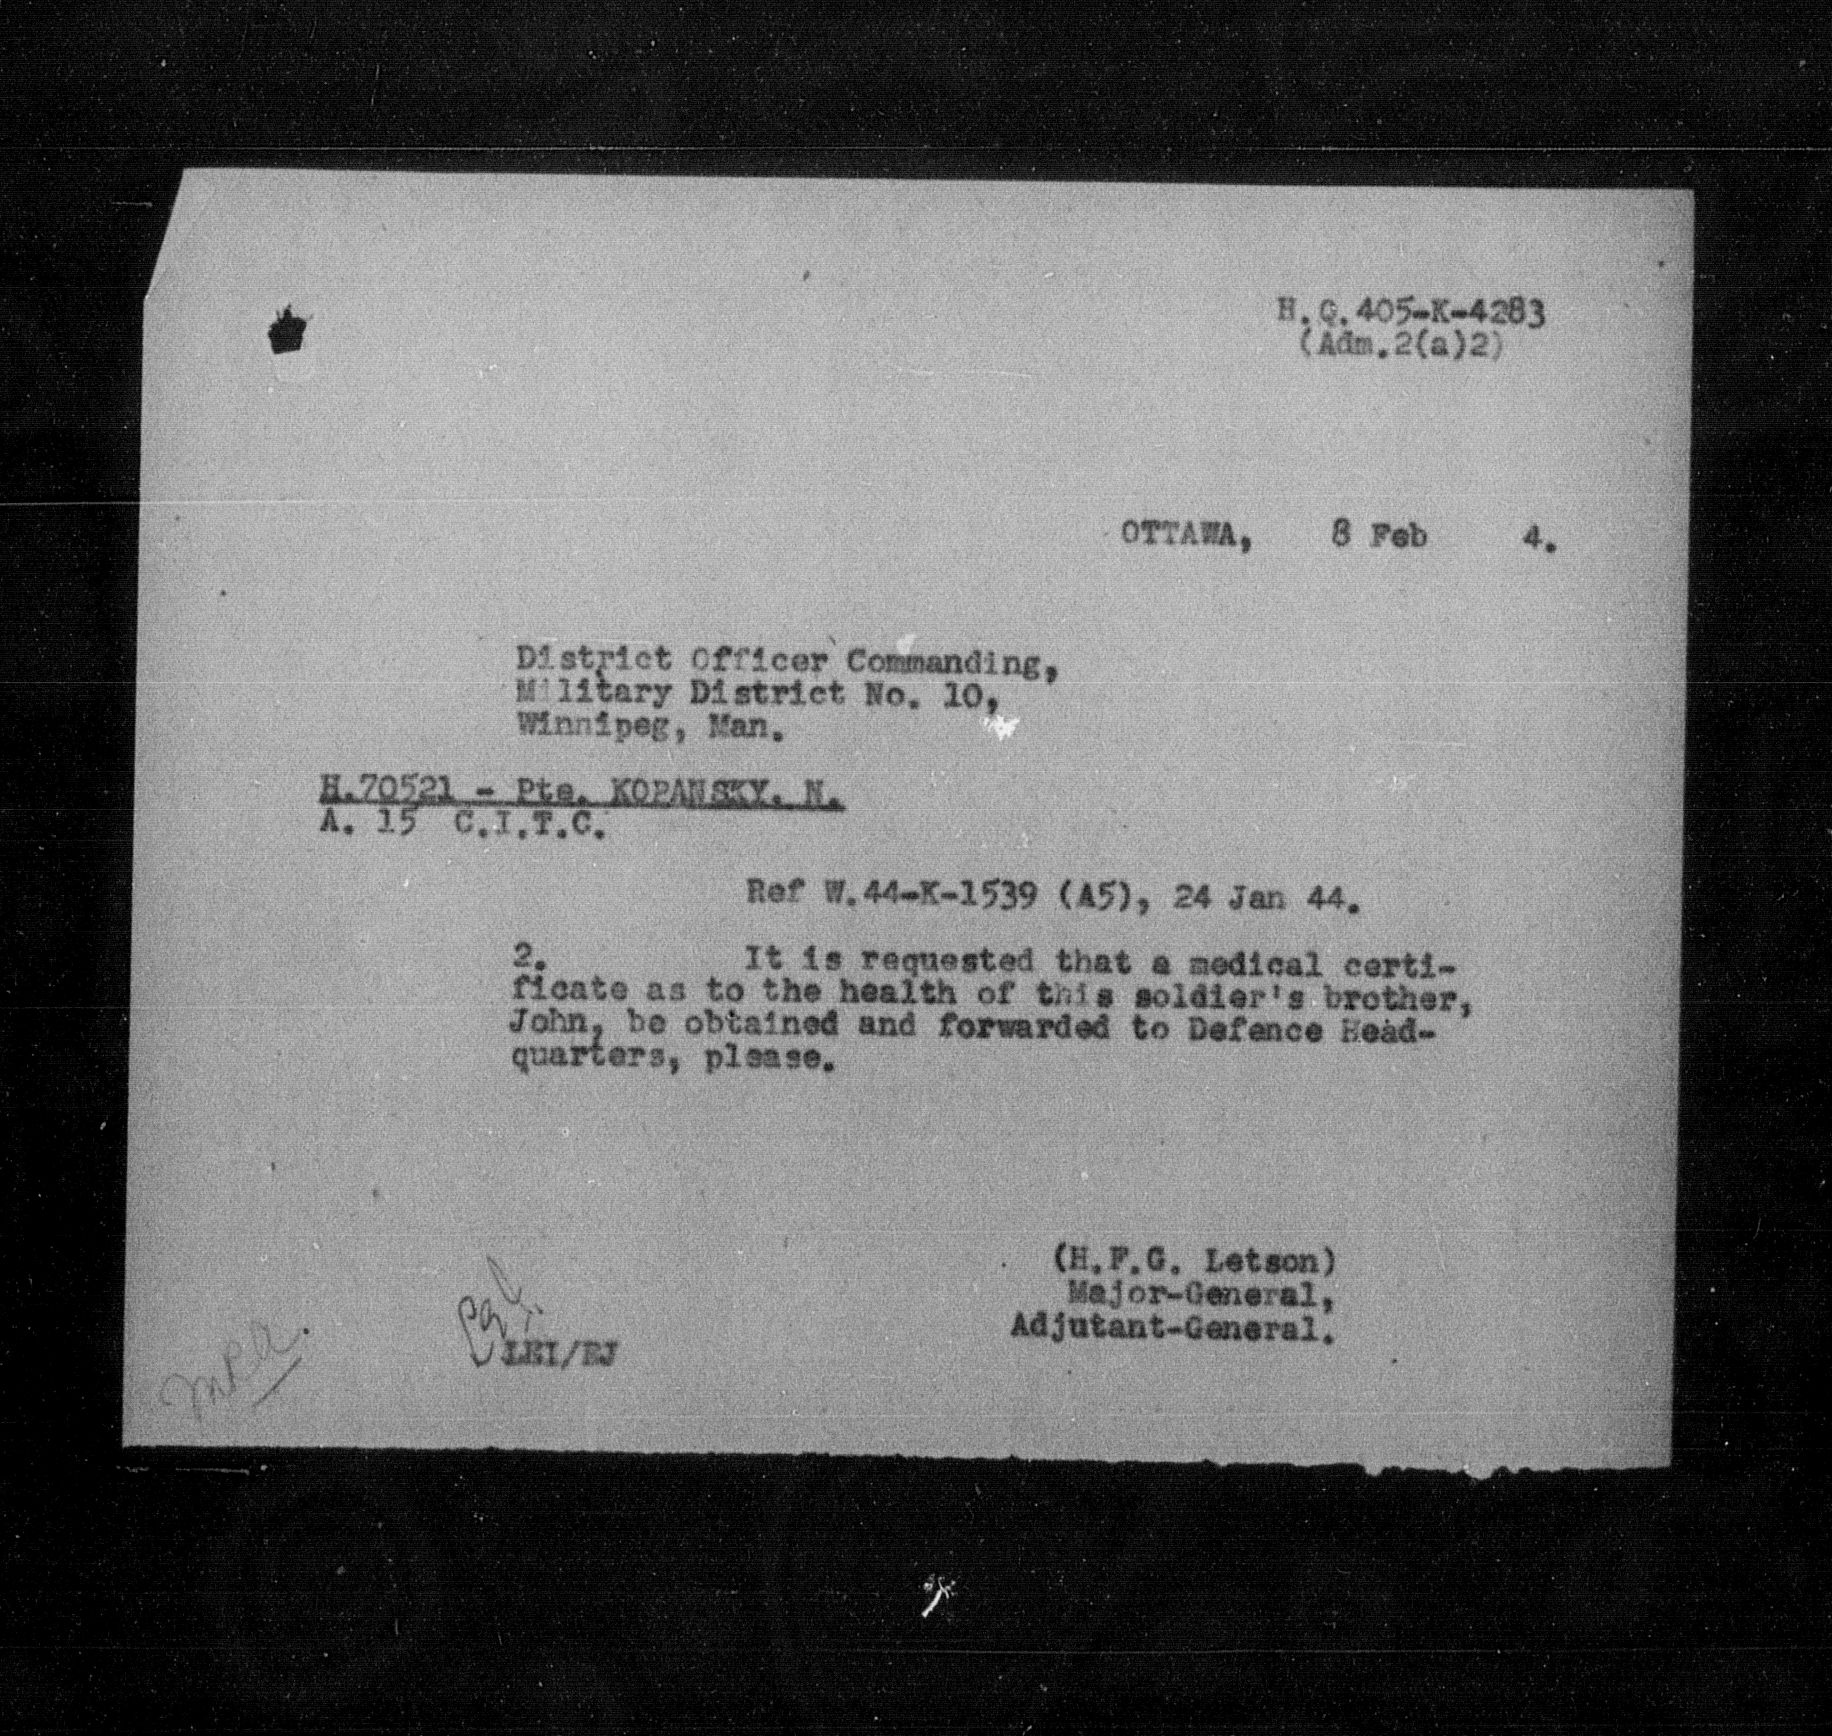 H.Q.405-K-4283
(Adm.2(a)2)
OTTAWA, 8 Feb 4.
District Officer Commanding,
Military District No. 10,
Winnipeg, Man.
H.70521 - Pte. KOPANSKY. N.
A. 15 C.I.T.C.
Ref W.44-K-1539 (A5), 24 Jan 44.
2. It is requested that a medical certi-
ficate as to the health of this soldier's brother,
John, be obtained and forwarded to Defence Head-
quarters, please.
(H.F.G. Letson)
Major-General,
Adjutant-General.
LEI/EJ